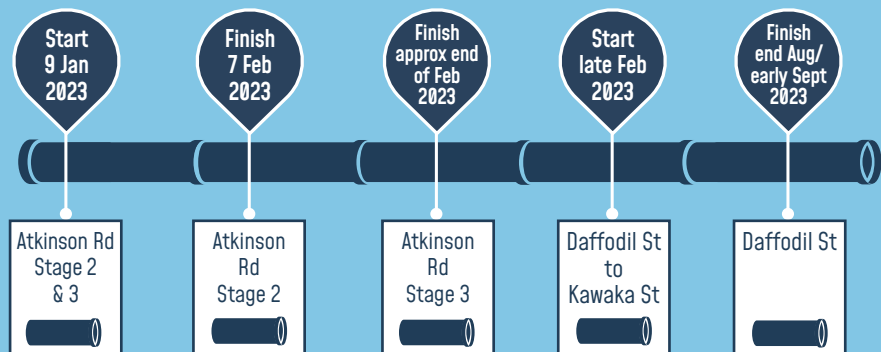 Start
9 Jan
2023
Finish
7 Feb
2023
Finish
approx end
of Feb
2023
Start
late Feb
2023
Finish
end Aug/
early Sept
2023
Atkinson Rd
Stage 2
& 3
Atkinson
Rd
Stage 2
Atkinson
Rd
Stage 3
Daffodil St
to
Kawaka St
Daffodil St